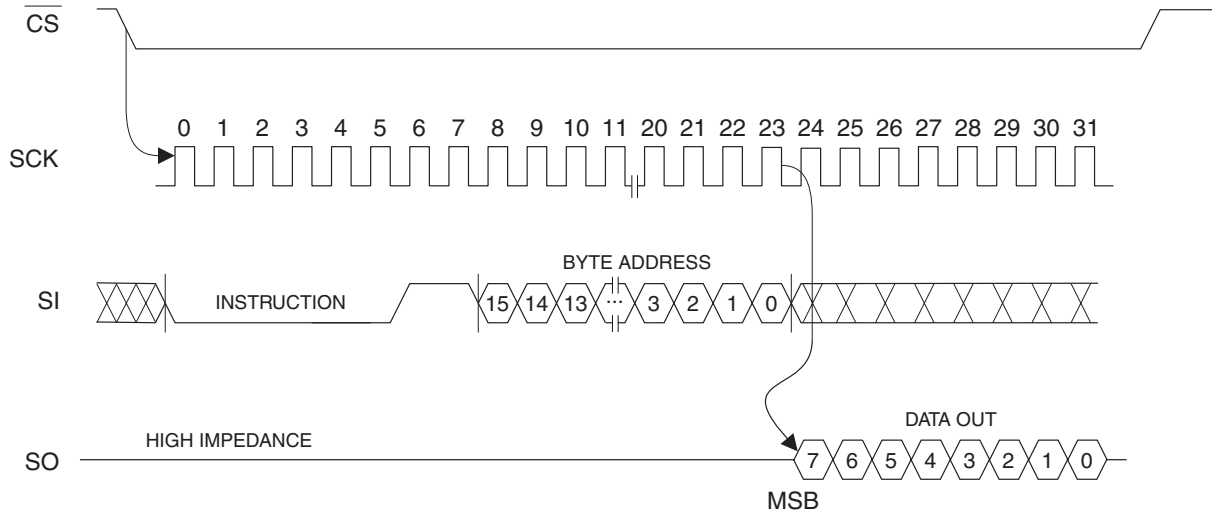 CS
0 1 2 3 4 5 6 7 8 9 10 11 20 21 22 23 24 25 26 27 28 29 30 31
SCK
BYTE ADDRESS
SI INSTRUCTION 15 14 13 ... 3 2 1 0
DATA OUT
HIGH IMPEDANCE
SO 7 6 5 4 3 2 1 0
MSB